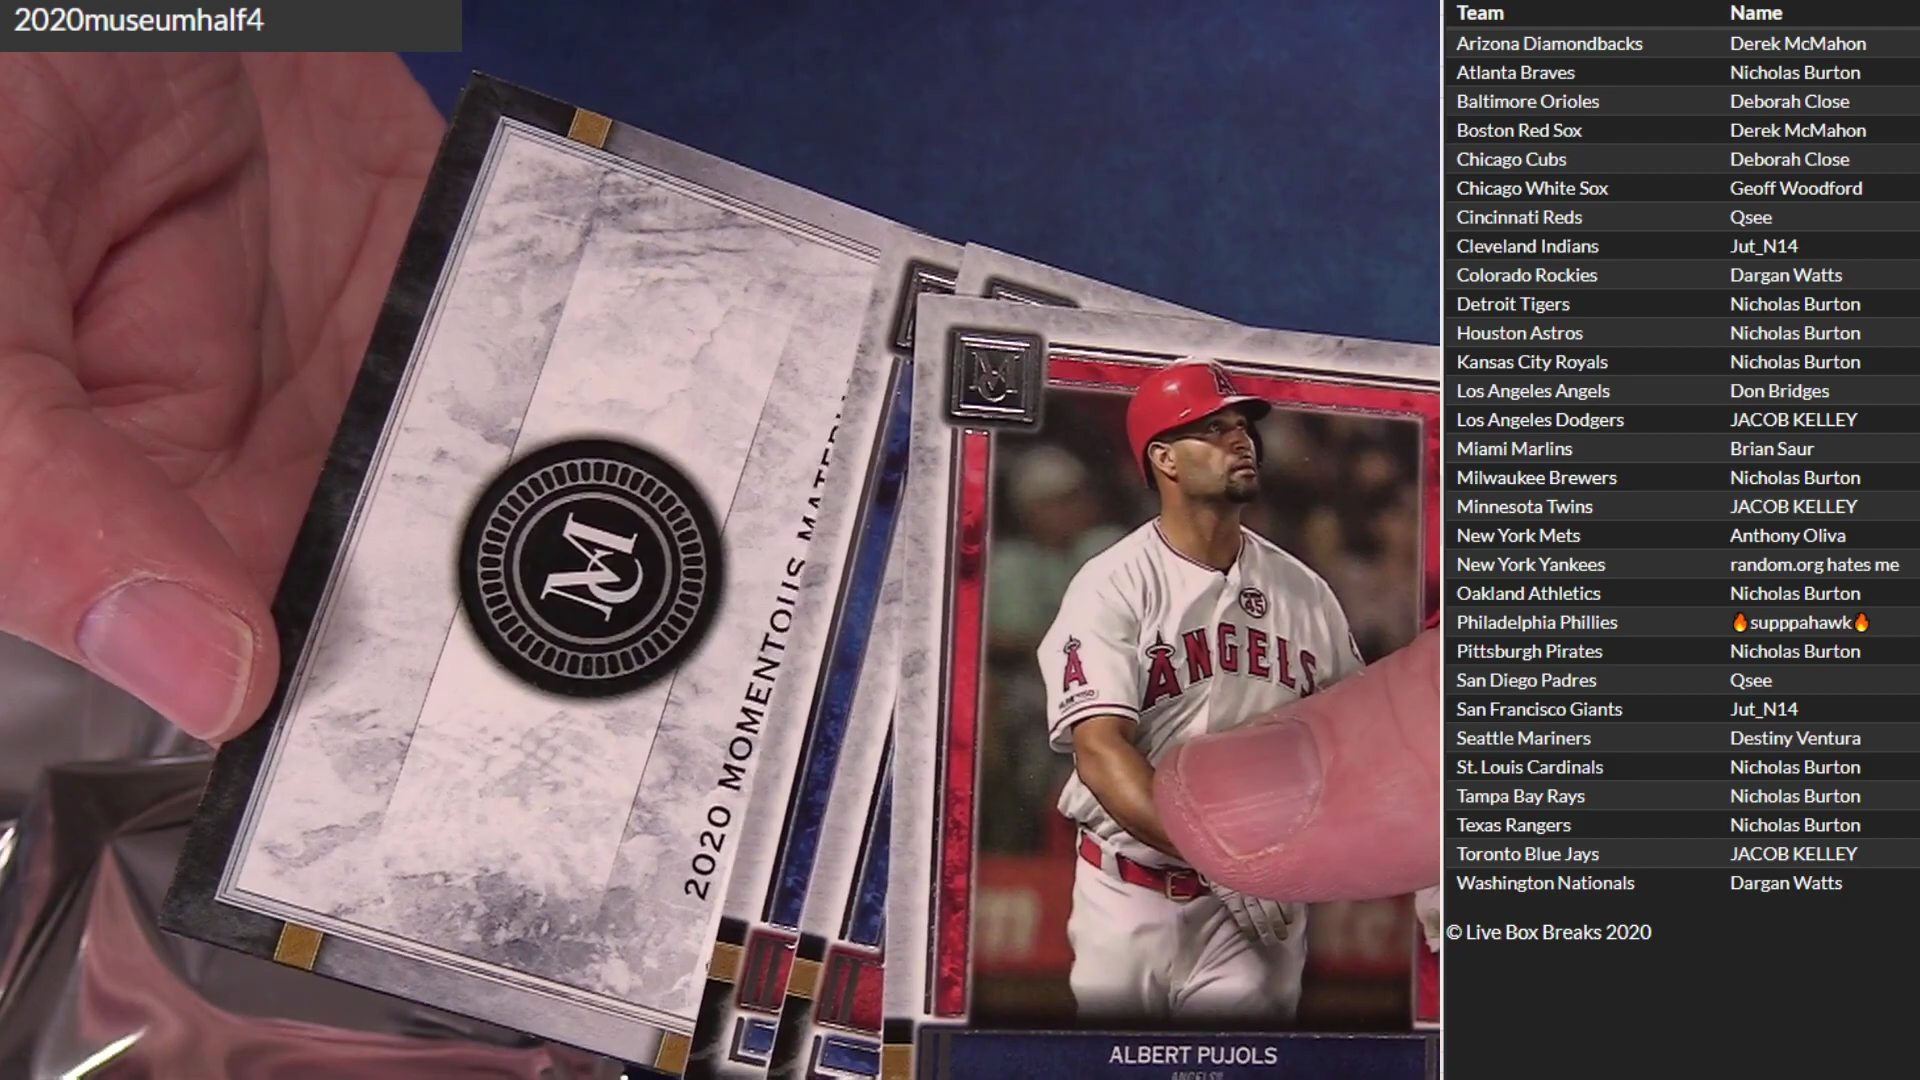 2020museumhalf4
2020 MOMENTOUS MATER
A
ANGELS
A
45
ALBERT PUJOLS
ANGELS®
Team Name
Arizona Diamondbacks Derek McMahon
Atlanta Braves Nicholas Burton
Baltimore Orioles Deborah Close
Boston Red Sox Derek McMahon
Chicago Cubs Deborah Close
Chicago White Sox Geoff Woodford
Cincinnati Reds Qsee
Cleveland Indians Jut_N14
Colorado Rockies Dargan Watts
Detroit Tigers Nicholas Burton
Houston Astros Nicholas Burton
Kansas City Royals Nicholas Burton
Los Angeles Angels Don Bridges
Los Angeles Dodgers JACOB KELLEY
Miami Marlins Brian Saur
Milwaukee Brewers Nicholas Burton
Minnesota Twins JACOB KELLEY
New York Mets Anthony Oliva
New York Yankees random.org hates me
Oakland Athletics Nicholas Burton
Philadelphia Phillies 🔥supppahawk🔥
Pittsburgh Pirates Nicholas Burton
San Diego Padres Qsee
San Francisco Giants Jut_N14
Seattle Mariners Destiny Ventura
St. Louis Cardinals Nicholas Burton
Tampa Bay Rays Nicholas Burton
Texas Rangers Nicholas Burton
Toronto Blue Jays JACOB KELLEY
Washington Nationals Dargan Watts
© Live Box Breaks 2020